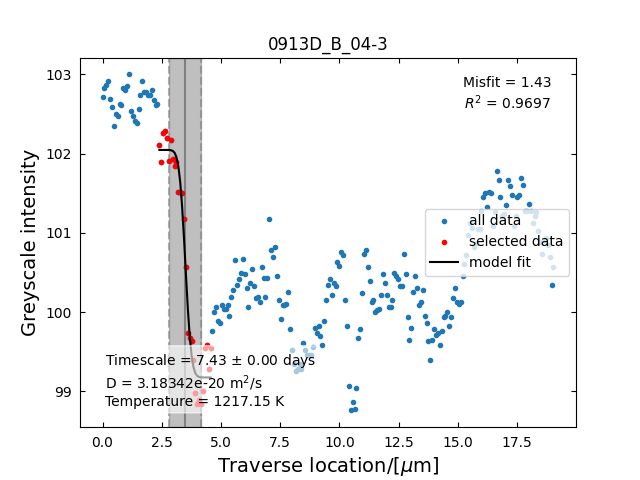 0913D_B_04-3
Misfit = 1.43
R² = 0.9697
103
102
101
100
99
Greyscale intensity
all data
selected data
model fit
Timescale = 7.43 ± 0.00 days
D = 3.18342e-20 m²/s
Temperature = 1217.15 K
0.0 2.5 5.0 7.5 10.0 12.5 15.0 17.5
Traverse location/[μm]